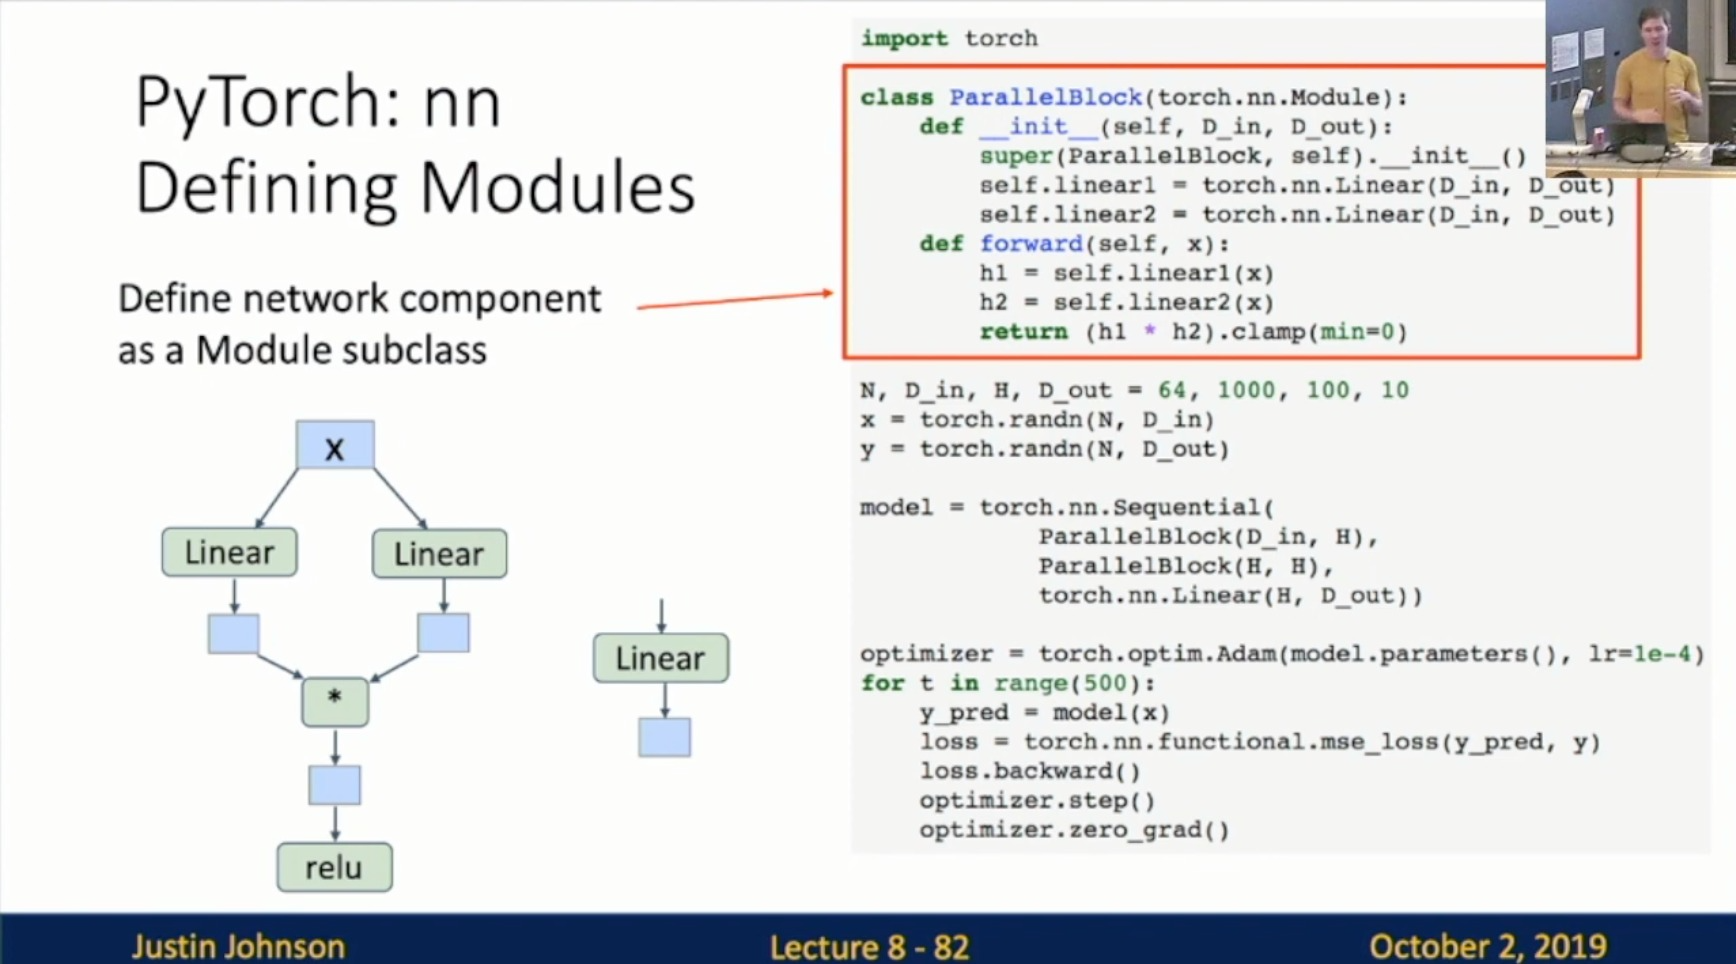 PyTorch: nn
Defining Modules
Define network component
as a Module subclass
x
Linear
Linear
*
relu
Linear
import torch
class ParallelBlock(torch.nn.Module):
    def __init__(self, D_in, D_out):
        super(ParallelBlock, self).__init__()
        self.linear1 = torch.nn.Linear(D_in, D_out)
        self.linear2 = torch.nn.Linear(D_in, D_out)
    def forward(self, x):
        h1 = self.linear1(x)
        h2 = self.linear2(x)
        return (h1 * h2).clamp(min=0)
N, D_in, H, D_out = 64, 1000, 100, 10
x = torch.randn(N, D_in)
y = torch.randn(N, D_out)
model = torch.nn.Sequential(
            ParallelBlock(D_in, H),
            ParallelBlock(H, H),
            torch.nn.Linear(H, D_out))
optimizer = torch.optim.Adam(model.parameters(), lr=1e-4)
for t in range(500):
    y_pred = model(x)
    loss = torch.nn.functional.mse_loss(y_pred, y)
    loss.backward()
    optimizer.step()
    optimizer.zero_grad()
Justin Johnson
Lecture 8 - 82
October 2, 2019